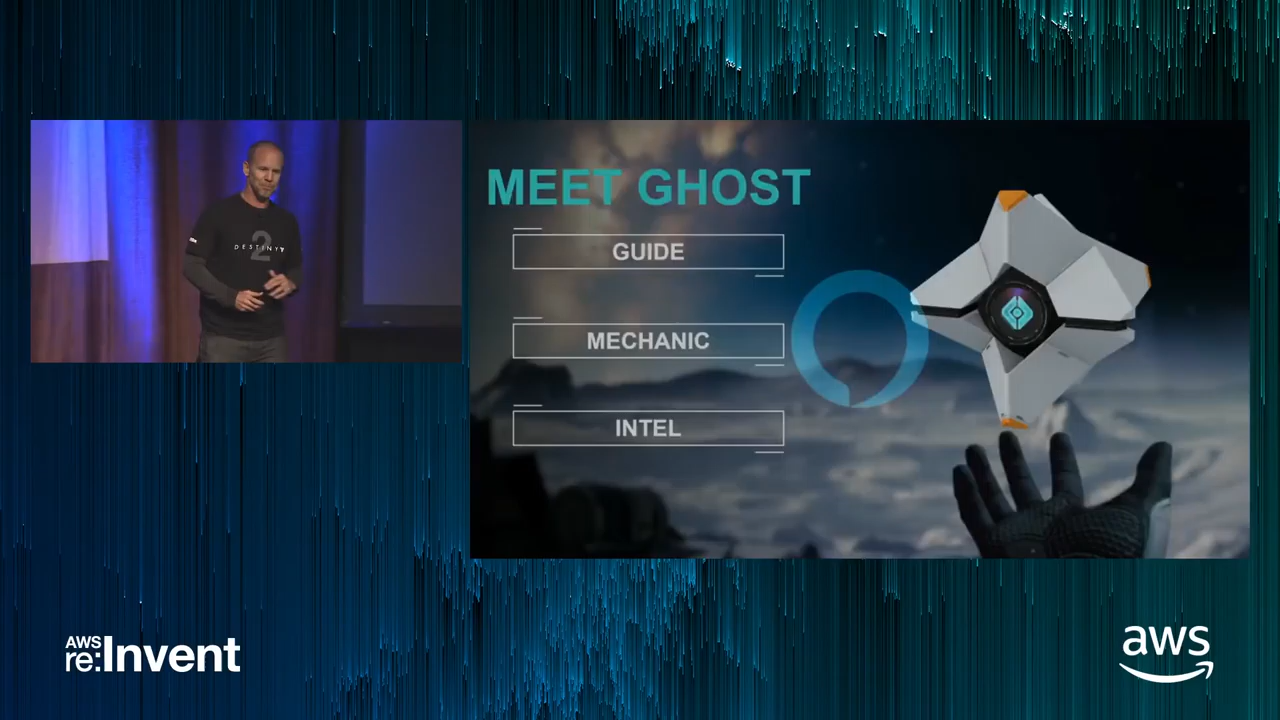 DESTINY
2
MEET GHOST
GUIDE
MECHANIC
INTEL
AWS
re:Invent
aws